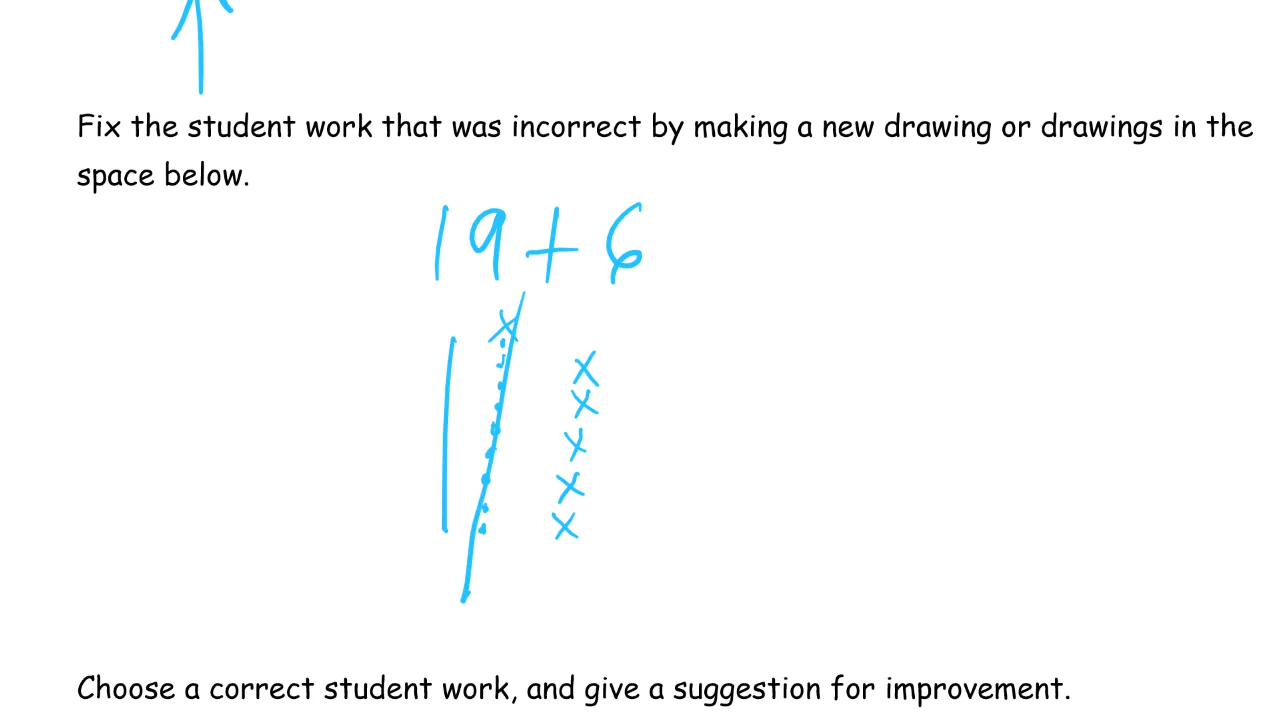 Fix the student work that was incorrect by making a new drawing or drawings in the
space below.
19 + 6
x
x
x
x
x
x
Choose a correct student work, and give a suggestion for improvement.